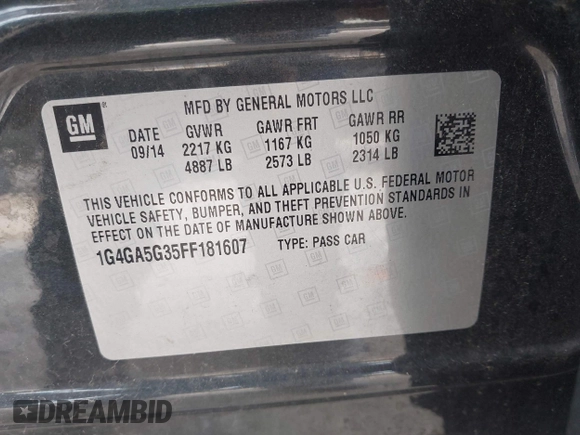 GM
MFD BY GENERAL MOTORS LLC
DATE GVWR GAWR FRT GAWR RR
09/14 2217 KG 1167 KG 1050 KG
4887 LB 2573 LB 2314 LB
THIS VEHICLE CONFORMS TO ALL APPLICABLE U.S. FEDERAL MOTOR
VEHICLE SAFETY, BUMPER, AND THEFT PREVENTION STANDARDS IN
EFFECT ON THE DATE OF MANUFACTURE SHOWN ABOVE.
1G4GA5G35FF181607 TYPE: PASS CAR
DREAMBID